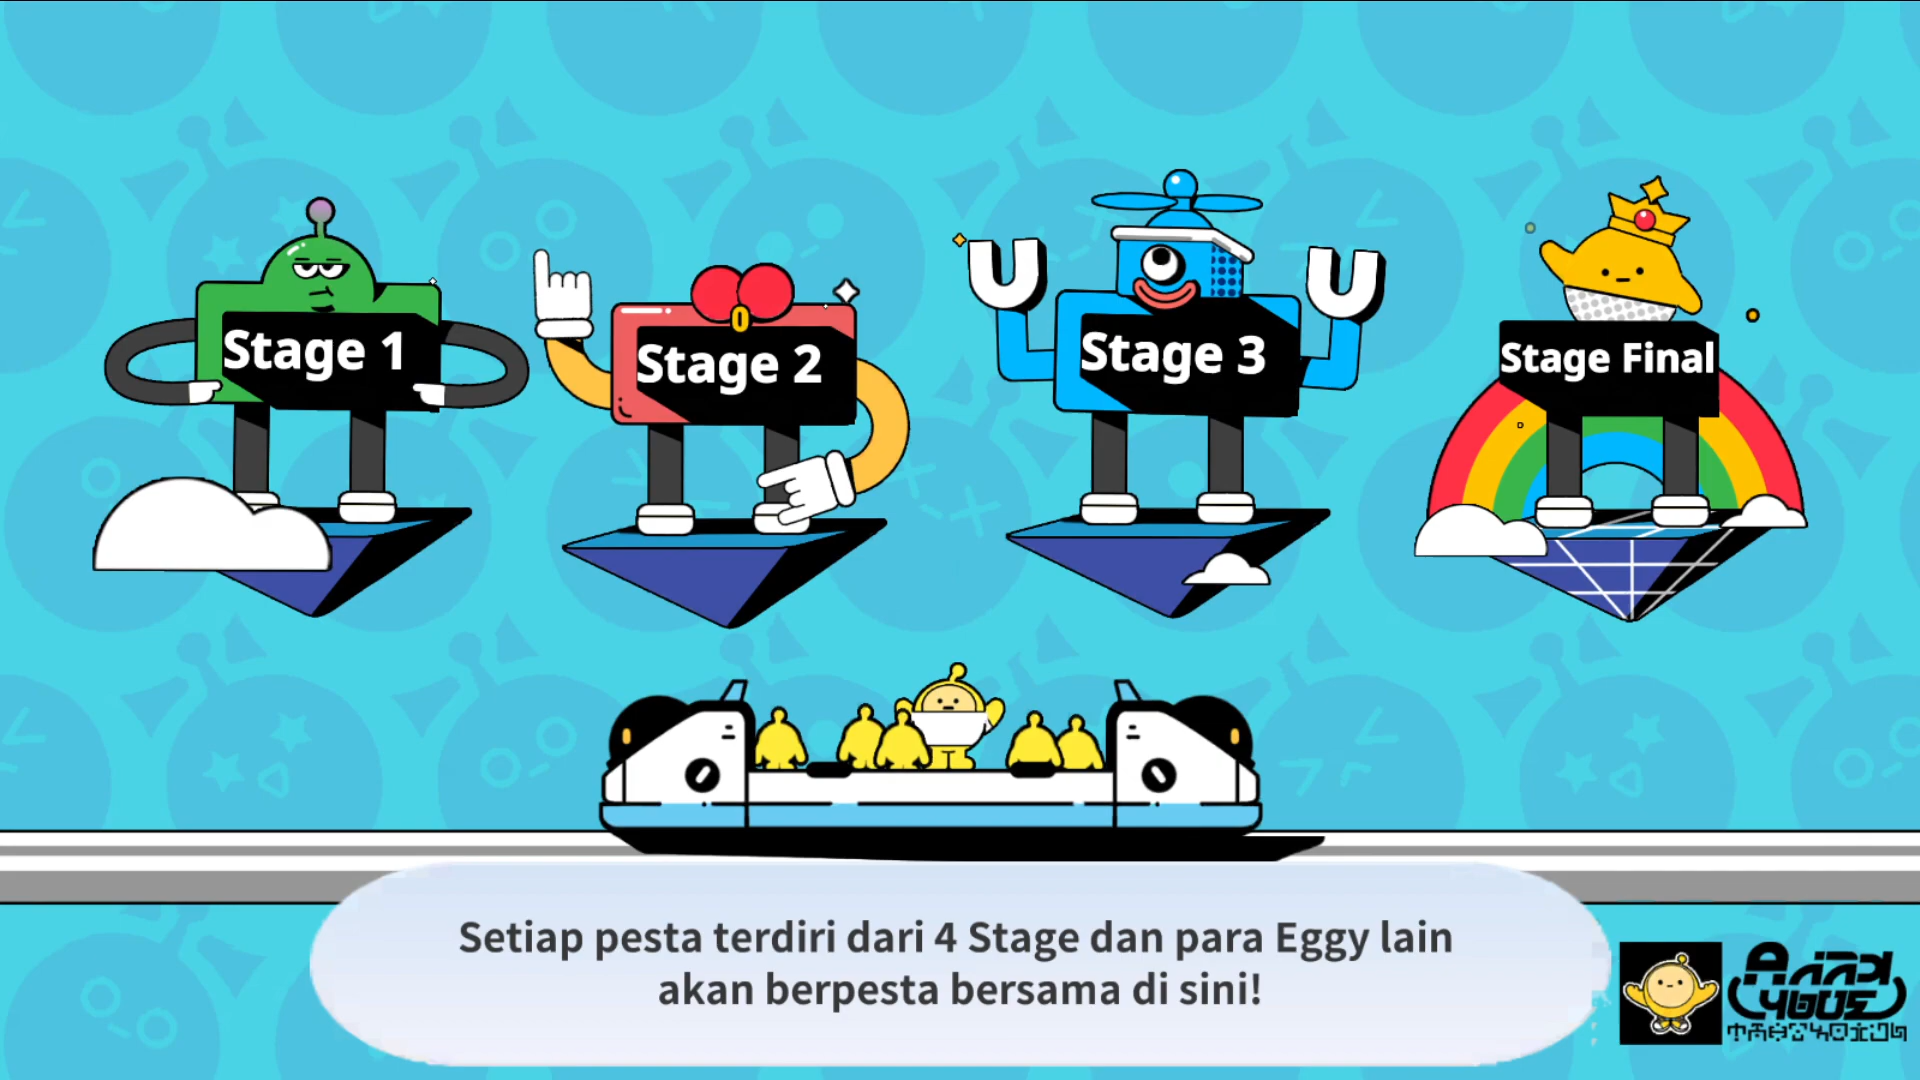 Stage 1
Stage 2
Stage 3
Stage Final
Setiap pesta terdiri dari 4 Stage dan para Eggy lain
akan berpesta bersama di sini!